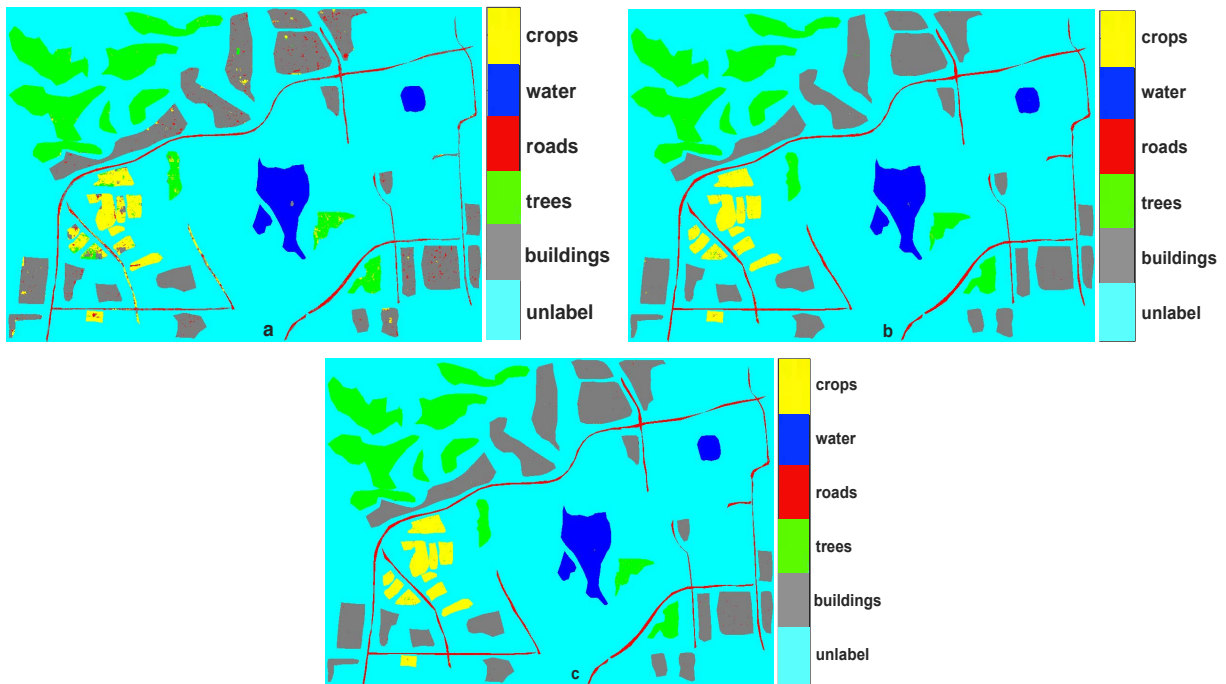 crops
water
roads
trees
buildings
unlabel
a
crops
water
roads
trees
buildings
unlabel
b
crops
water
roads
trees
buildings
unlabel
c